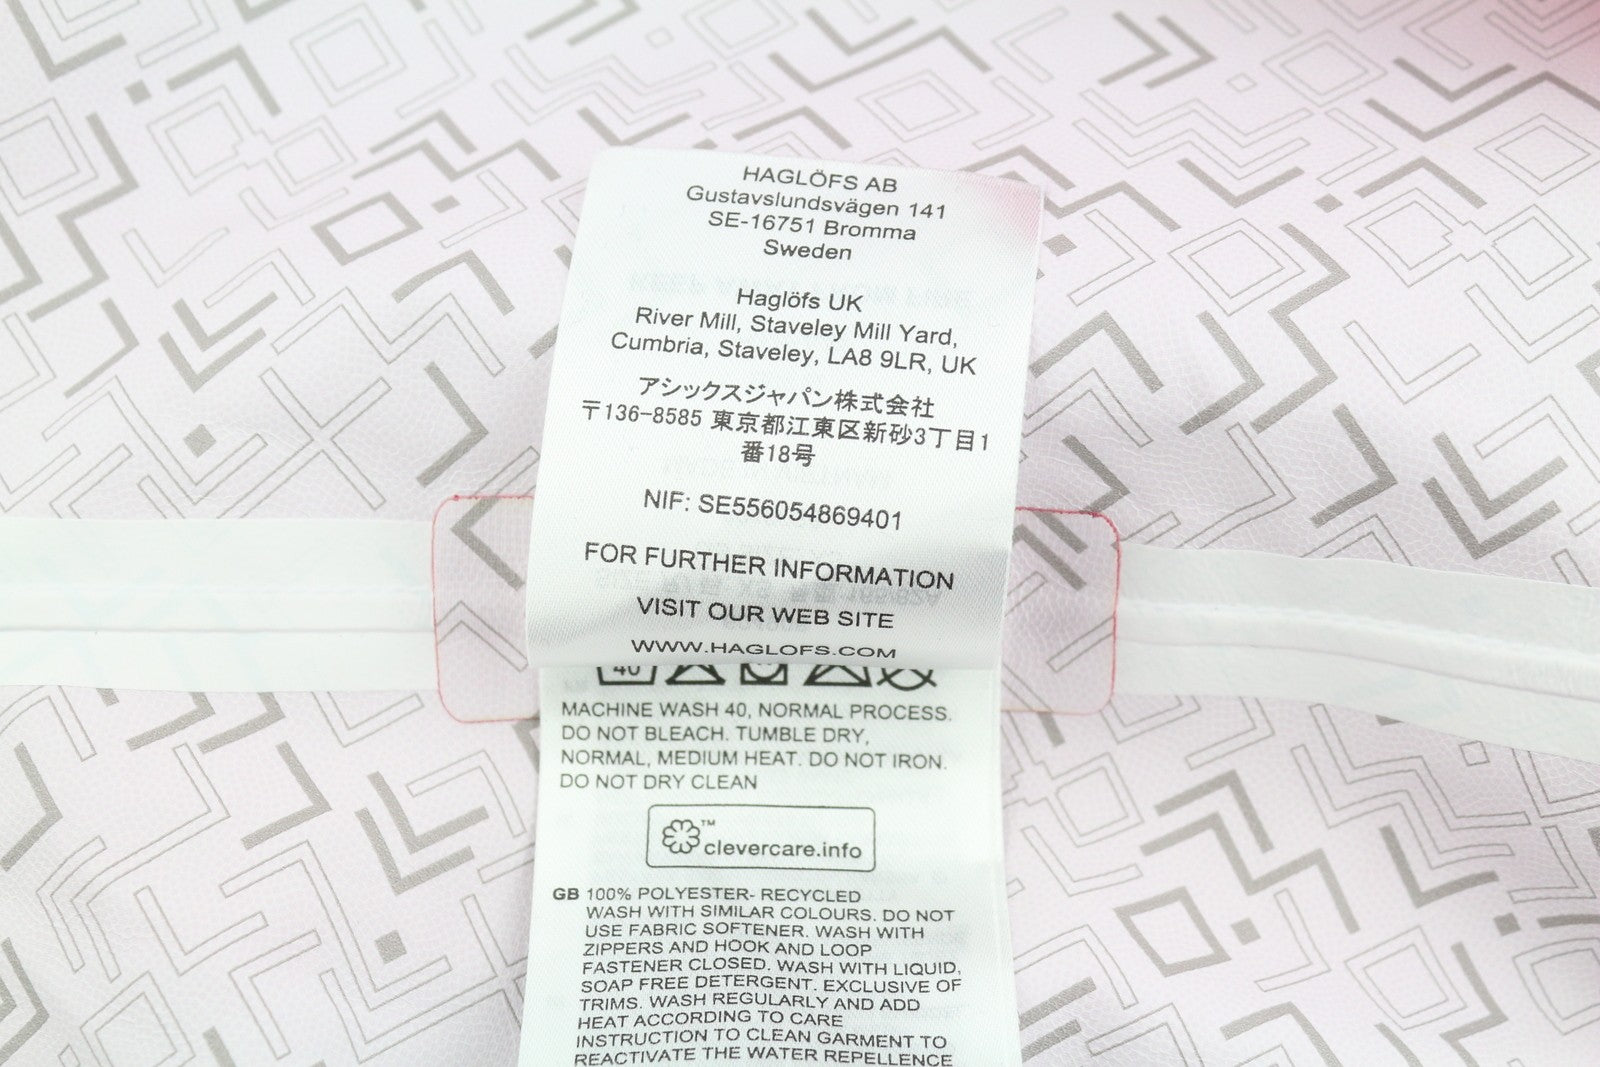 HAGLÖFS AB
Gustavslundsvägen 141
SE-16751 Bromma
Sweden
Haglöfs UK
River Mill, Staveley Mill Yard,
Cumbria, Staveley, LA8 9LR, UK
アシックスジャパン株式会社
〒136-8585 東京都江東区新砂3丁目1
番18号
NIF: SE556054869401
FOR FURTHER INFORMATION
VISIT OUR WEB SITE
WWW.HAGLOFS.COM
40
MACHINE WASH 40, NORMAL PROCESS.
DO NOT BLEACH. TUMBLE DRY,
NORMAL, MEDIUM HEAT. DO NOT IRON.
DO NOT DRY CLEAN
™
clevercare.info
GB 100% POLYESTER- RECYCLED
WASH WITH SIMILAR COLOURS. DO NOT
USE FABRIC SOFTENER. WASH WITH
ZIPPERS AND HOOK AND LOOP
FASTENER CLOSED. WASH WITH LIQUID,
SOAP FREE DETERGENT. EXCLUSIVE OF
TRIMS. WASH REGULARLY AND ADD
HEAT ACCORDING TO CARE
INSTRUCTION TO CLEAN GARMENT TO
REACTIVATE THE WATER REPELLENCE